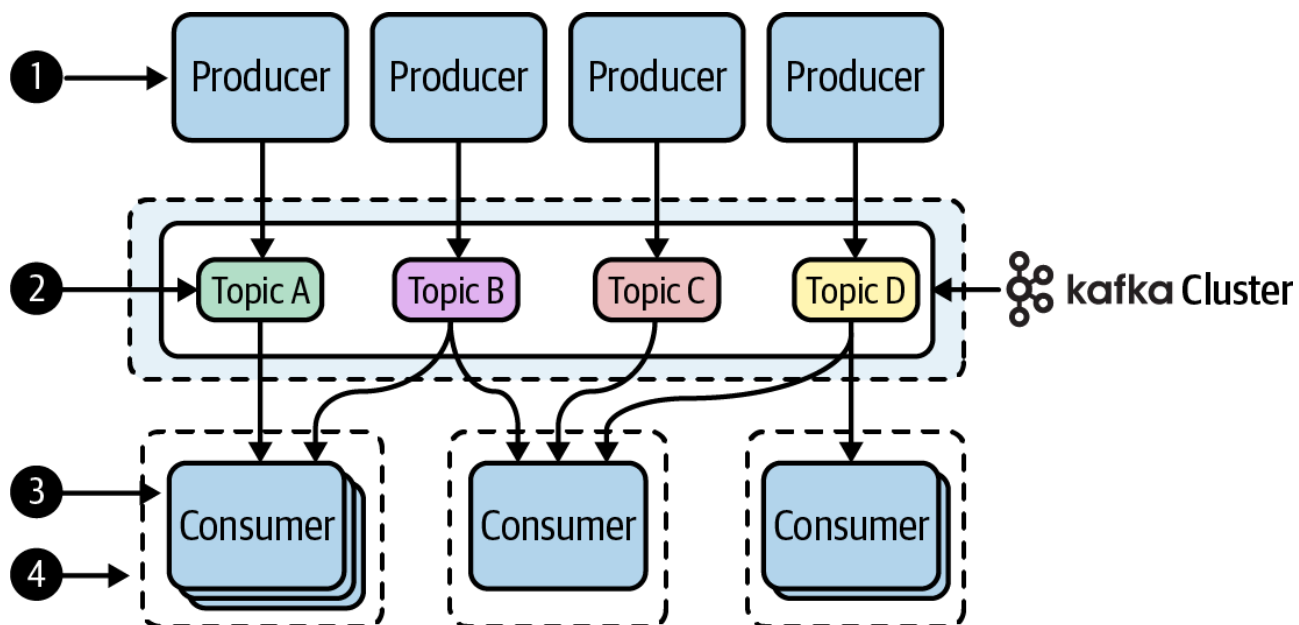 1
Producer
Producer
Producer
Producer
2
Topic A
Topic B
Topic C
Topic D
kafka Cluster
3
Consumer
Consumer
Consumer
4